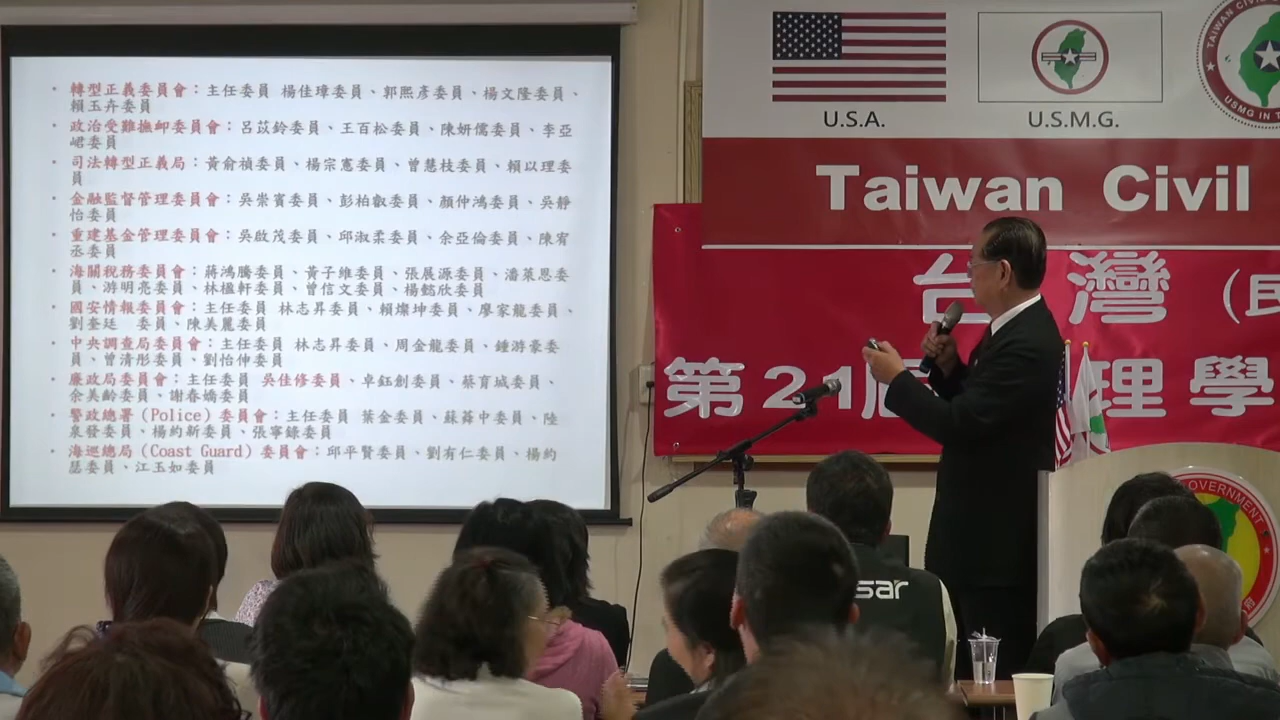 • 轉型正義委員會：主任委員 楊佳璋委員、郭熙彥委員、楊文隆委員、
賴玉卉委員
• 政治受難撫卹委員會：呂苡鈴委員、王百松委員、陳妍儒委員、李亞
峮委員
• 司法轉型正義局：黃俞禎委員、楊宗憲委員、曾慧枝委員、賴以理委
員
• 金融監督管理委員會：吳崇賓委員、彭柏叡委員、顏仲鴻委員、吳靜
怡委員
• 重建基金管理委員會：吳啟茂委員、邱淑柔委員、余亞倫委員、陳宥
丞委員
• 海關稅務委員會：蔣鴻騰委員、黃子維委員、張展源委員、潘萊恩委
員、游明亮委員、林楹軒委員、曾信文委員、楊懿欣委員
• 國安情報委員會：主任委員 林志昇委員、賴燦坤委員、廖家龍委員、
劉奎廷 委員、陳美麗委員
• 中央調查局委員會：主任委員 林志昇委員、周金龍委員、鍾游豪委
員、曾清彤委員、劉怡伸委員
• 廉政局委員會：主任委員 吳佳修委員、卓鈺創委員、蔡育城委員、
余美齡委員、謝春嬌委員
• 警政總署（Police）委員會：主任委員 葉金委員、蘇舜中委員、陸
泉發委員、楊約新委員、張寧錄委員
• 海巡總局（Coast Guard）委員會：邱平賢委員、劉有仁委員、楊約
瑟委員、江玉如委員
U.S.A.
U.S.M.G.
TAIWAN CIVIL
USMG IN T
Taiwan Civil
台灣（民
第21屆 理學
sar
GOVERNMENT